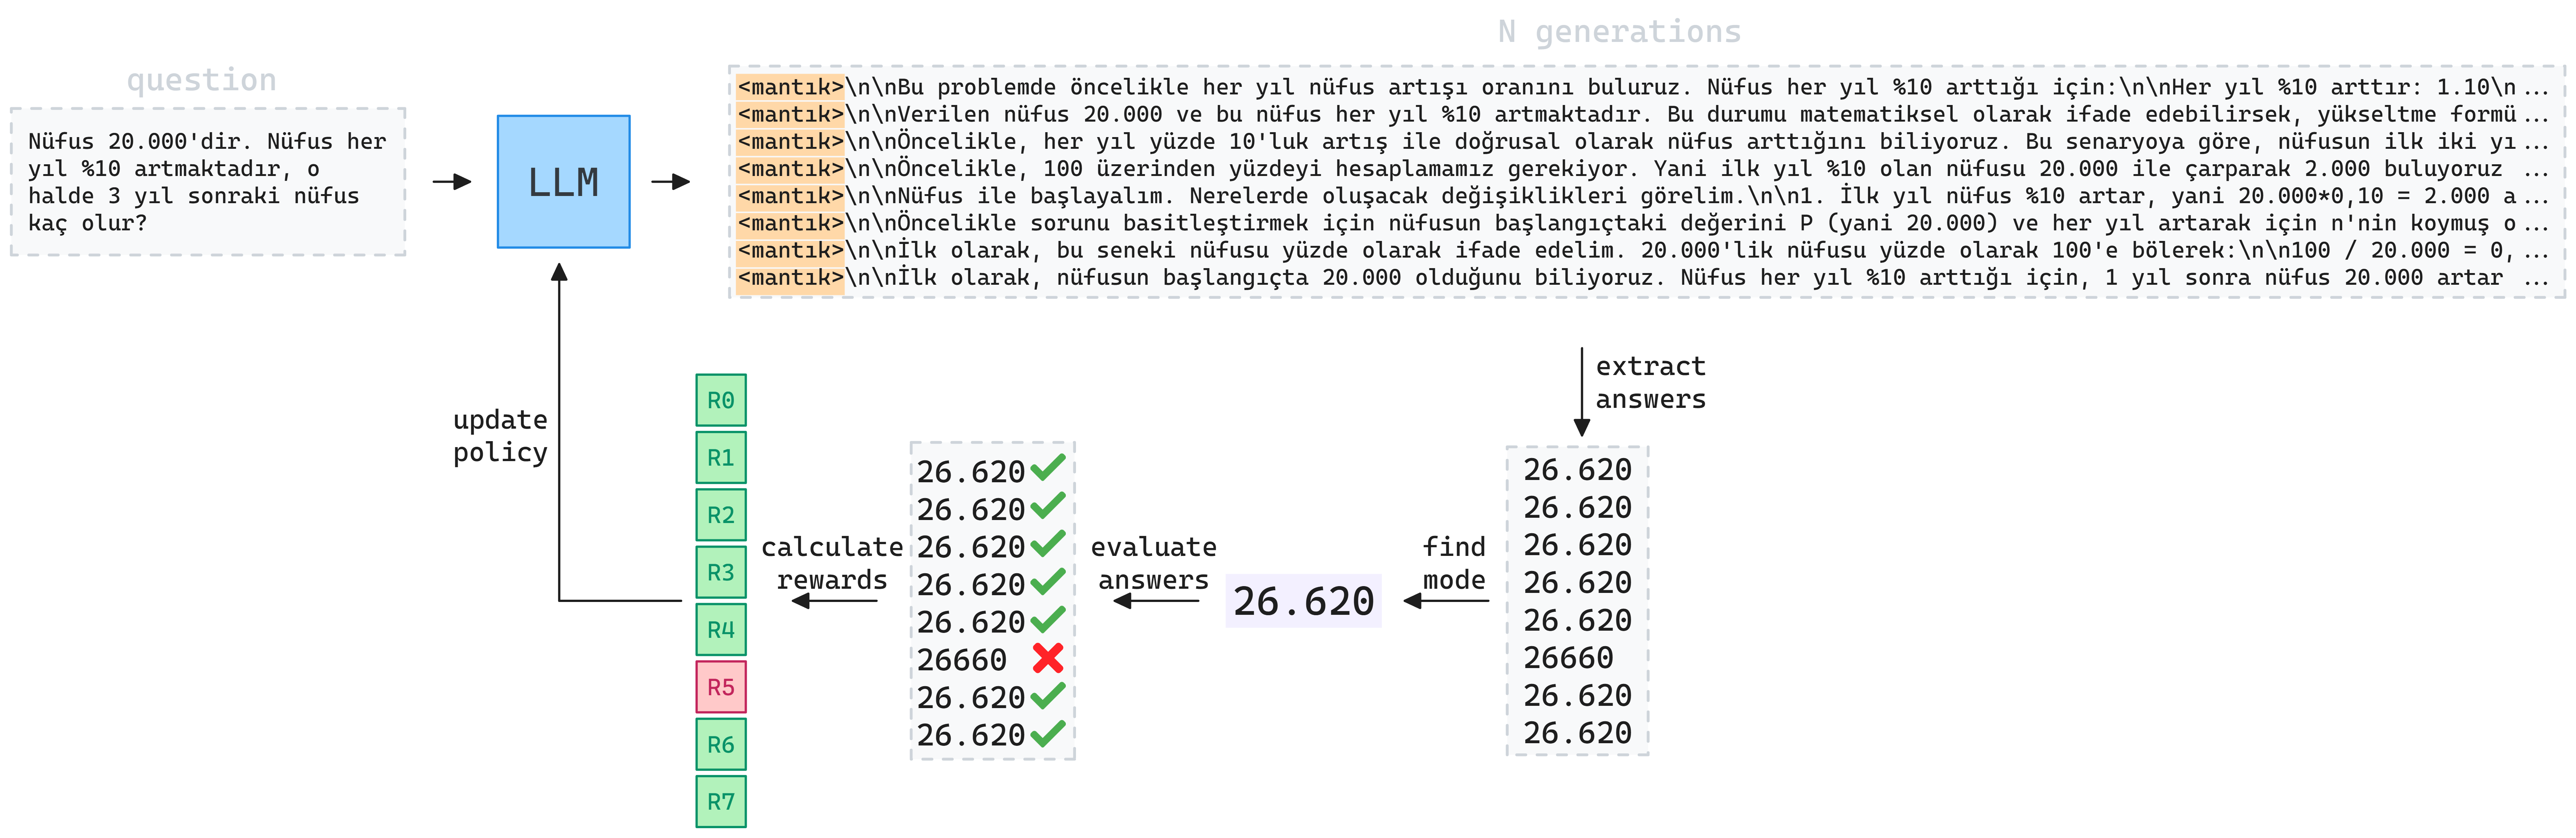 N generations
question
Nüfus 20.000'dir. Nüfus her
yıl %10 artmaktadır, o
halde 3 yıl sonraki nüfus
kaç olur?
LLM
<mantık>\n\nBu problemde öncelikle her yıl nüfus artışı oranını buluruz. Nüfus her yıl %10 arttığı için:\n\nHer yıl %10 arttır: 1.10\n...
<mantık>\n\nVerilen nüfus 20.000 ve bu nüfus her yıl %10 artmaktadır. Bu durumu matematiksel olarak ifade edebilirsek, yükseltme formü...
<mantık>\n\nÖncelikle, her yıl yüzde 10'luk artış ile doğrusal olarak nüfus arttığını biliyoruz. Bu senaryoya göre, nüfusun ilk iki yı...
<mantık>\n\nÖncelikle, 100 üzerinden yüzdeyi hesaplamamız gerekiyor. Yani ilk yıl %10 olan nüfusu 20.000 ile çarparak 2.000 buluyoruz ...
<mantık>\n\nNüfus ile başlayalım. Nerelerde oluşacak değişiklikleri görelim.\n\n1. İlk yıl nüfus %10 artar, yani 20.000*0,10 = 2.000 a...
<mantık>\n\nÖncelikle sorunu basitleştirmek için nüfusun başlangıçtaki değerini P (yani 20.000) ve her yıl artarak için n'nin koymuş o...
<mantık>\n\nİlk olarak, bu seneki nüfusu yüzde olarak ifade edelim. 20.000'lik nüfusu yüzde olarak 100'e bölerek:\n\n100 / 20.000 = 0,...
<mantık>\n\nİlk olarak, nüfusun başlangıçta 20.000 olduğunu biliyoruz. Nüfus her yıl %10 arttığı için, 1 yıl sonra nüfus 20.000 artar ...
extract
answers
26.620
26.620
26.620
26.620
26.620
26660
26.620
26.620
find
mode
26.620
evaluate
answers
26.620
26.620
26.620
26.620
26.620
26660
26.620
26.620
calculate
rewards
R0
R1
R2
R3
R4
R5
R6
R7
update
policy